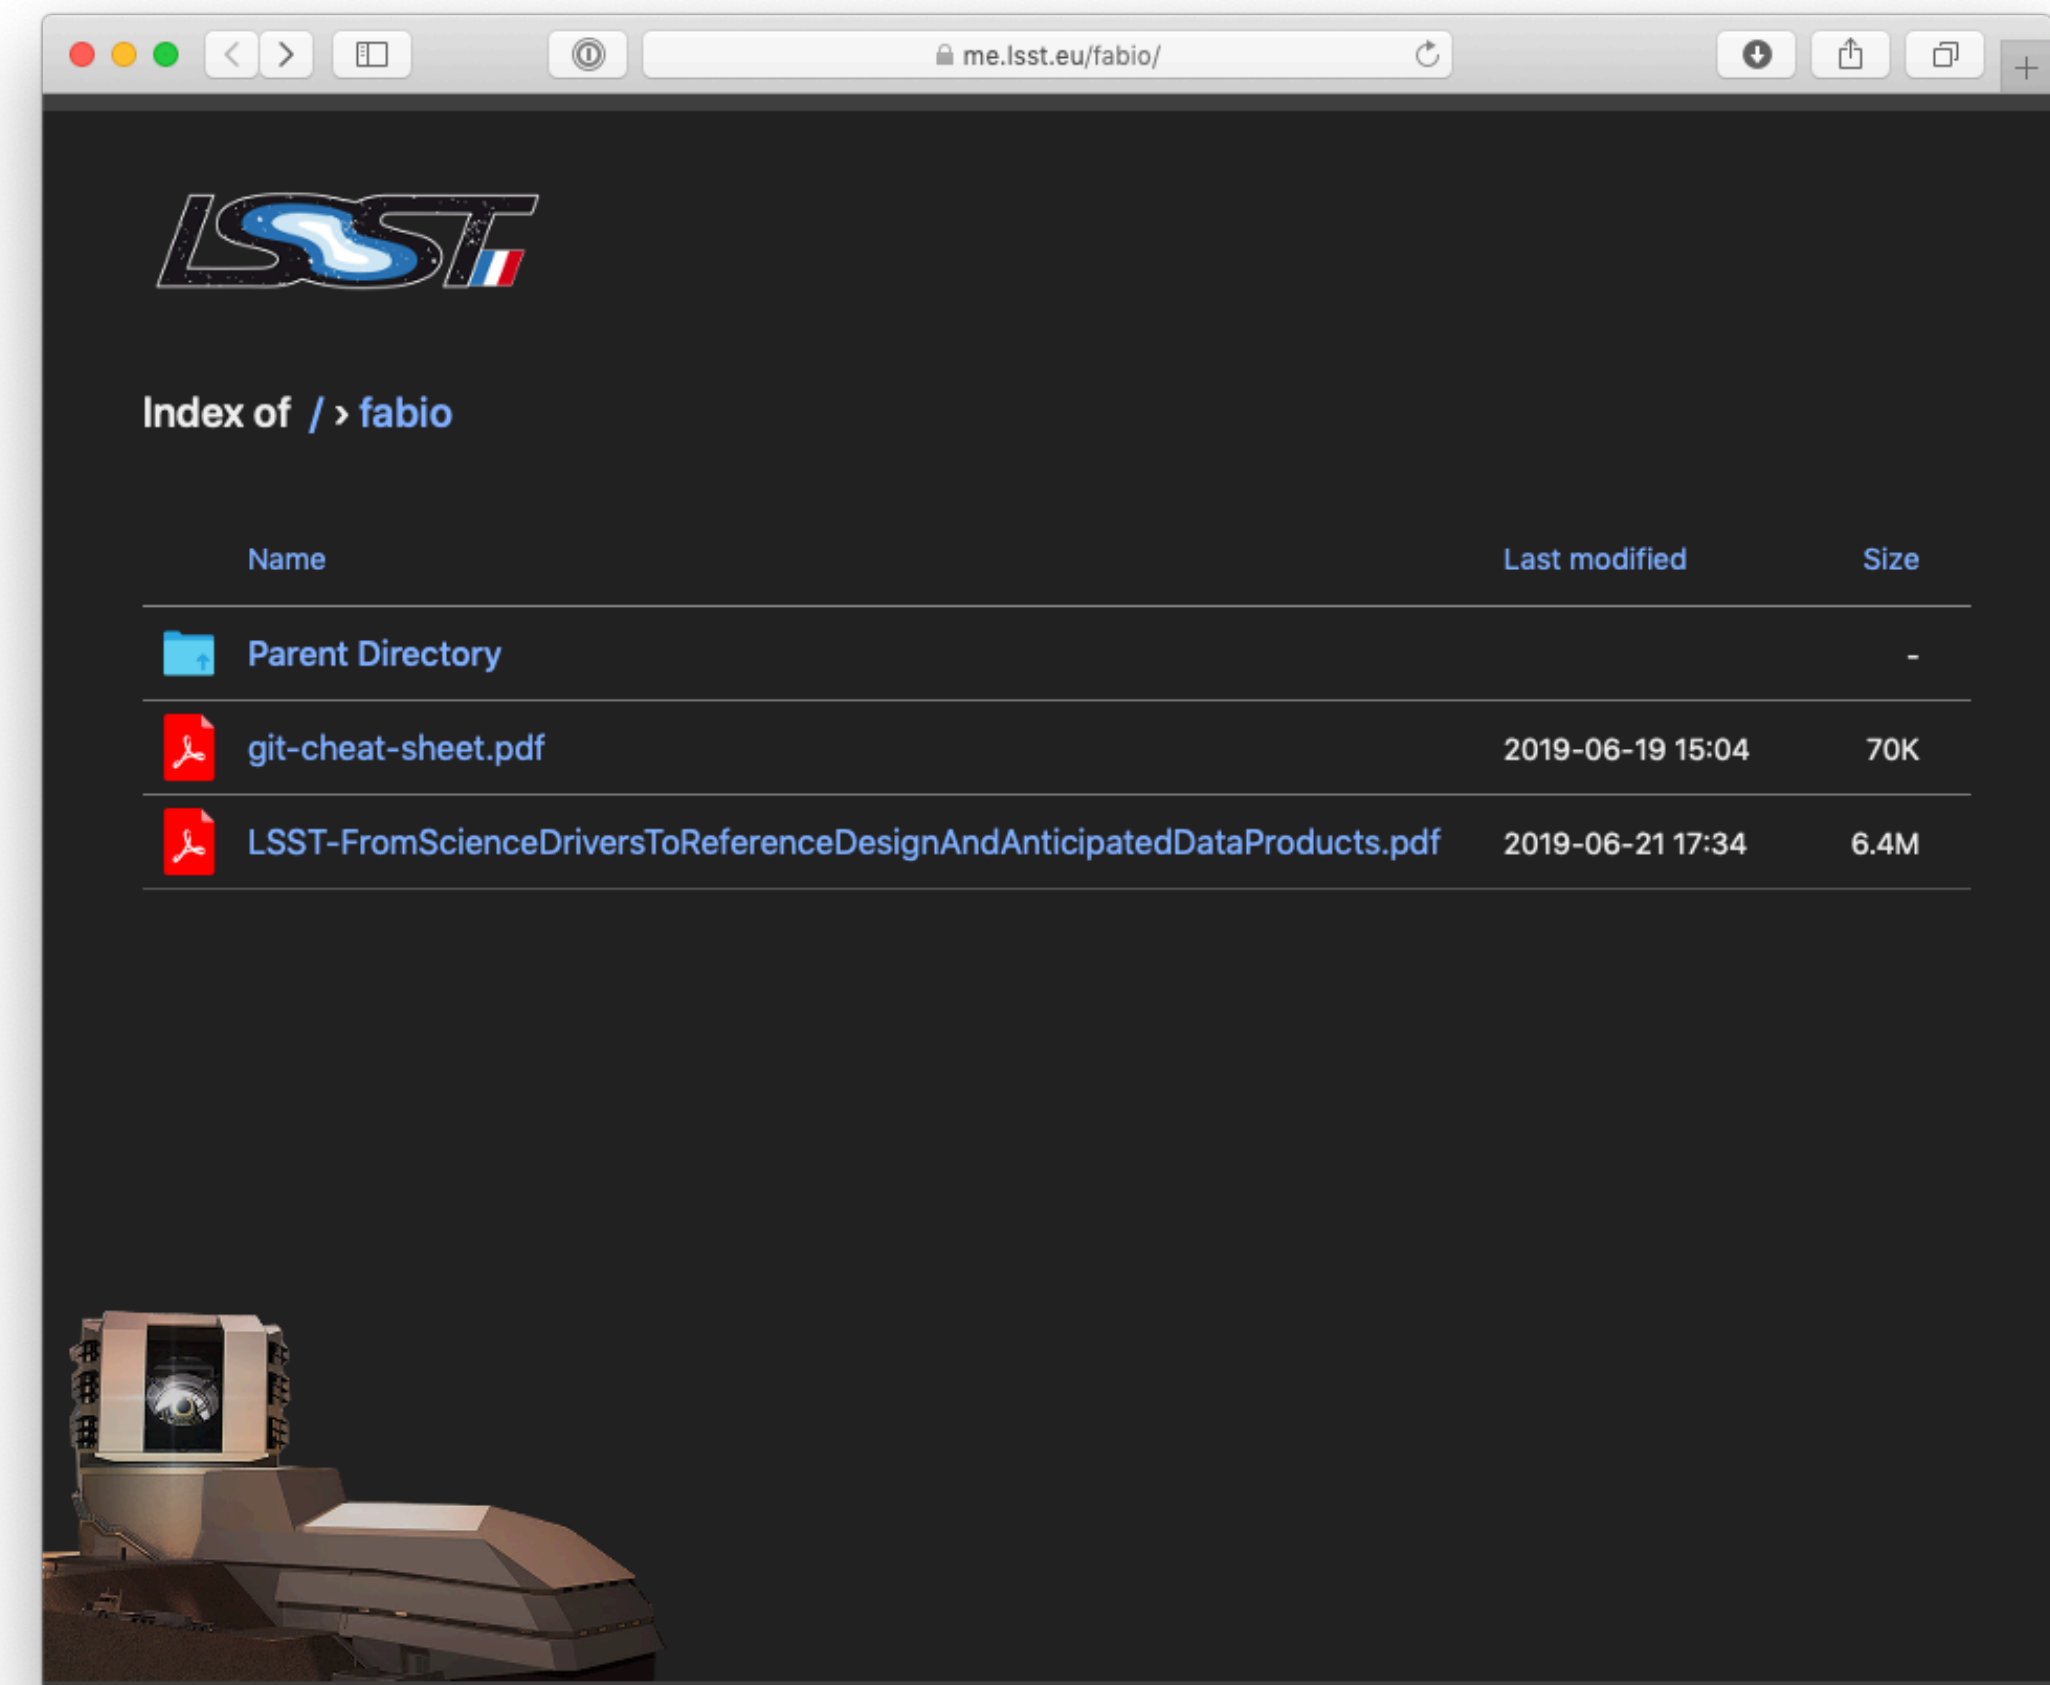 me.lsst.eu/fabio/
LSST
Index of / › fabio
Name Last modified Size
Parent Directory -
git-cheat-sheet.pdf 2019-06-19 15:04 70K
LSST-FromScienceDriversToReferenceDesignAndAnticipatedDataProducts.pdf 2019-06-21 17:34 6.4M